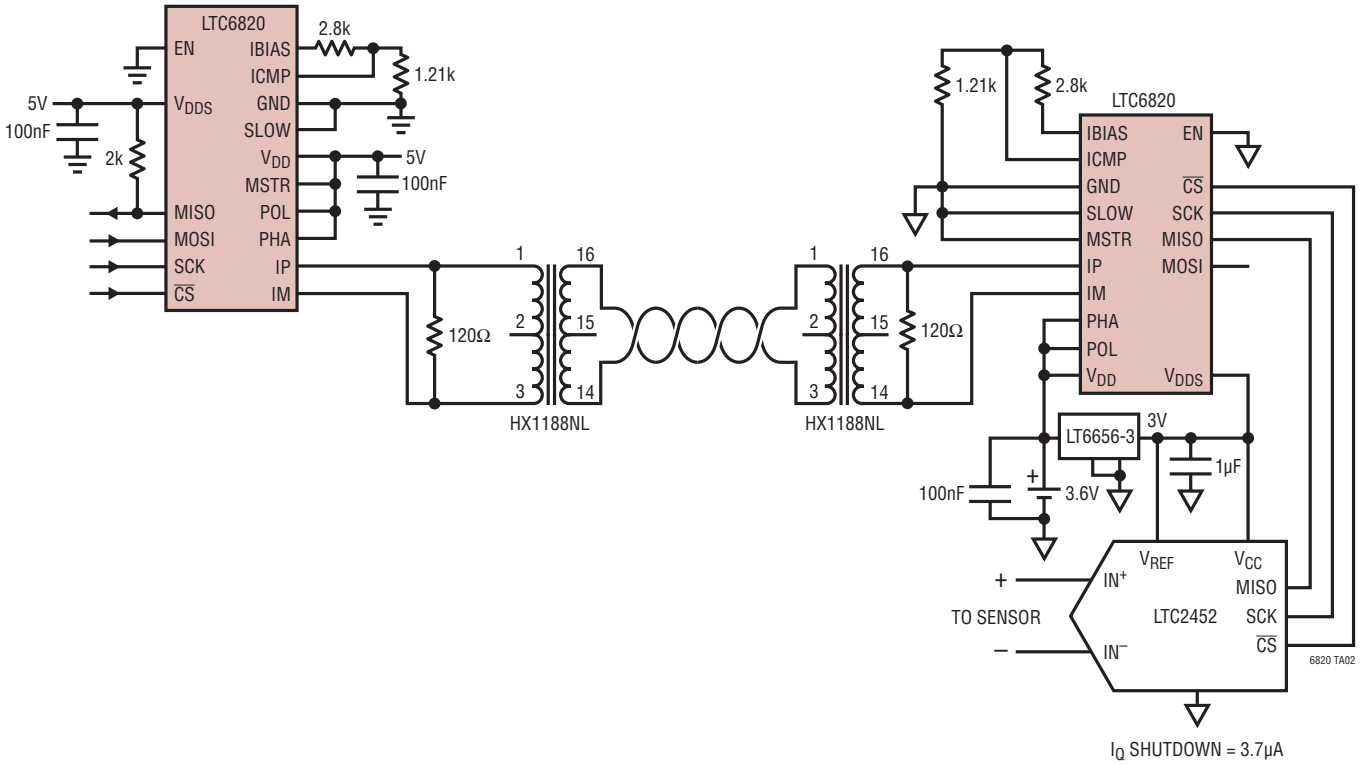 LTC6820
EN
VDDS
MISO
MOSI
SCK
CS
IBIAS
ICMP
GND
SLOW
VDD
MSTR
POL
PHA
IP
IM
5V
100nF
2k
2.8k
1.21k
5V
100nF
120Ω
1
2
3
16
15
14
HX1188NL
1
2
3
16
15
14
HX1188NL
120Ω
1.21k
2.8k
LTC6820
IBIAS
ICMP
GND
SLOW
MSTR
IP
IM
PHA
POL
VDD
EN
CS
SCK
MISO
MOSI
VDDS
LT6656-3
3V
1µF
100nF
+
3.6V
VREF
VCC
IN+
IN–
LTC2452
MISO
SCK
CS
+
TO SENSOR
–
6820 TA02
IQ SHUTDOWN = 3.7µA